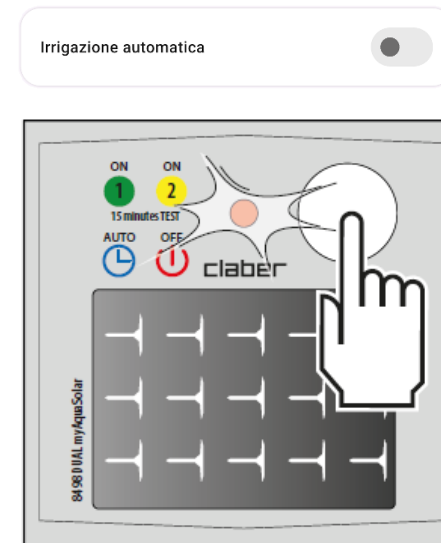 Irrigazione automatica
ON ON
1 2
15 minutes TEST
AUTO OFF
claber
8498 DUAL myAquaSolar